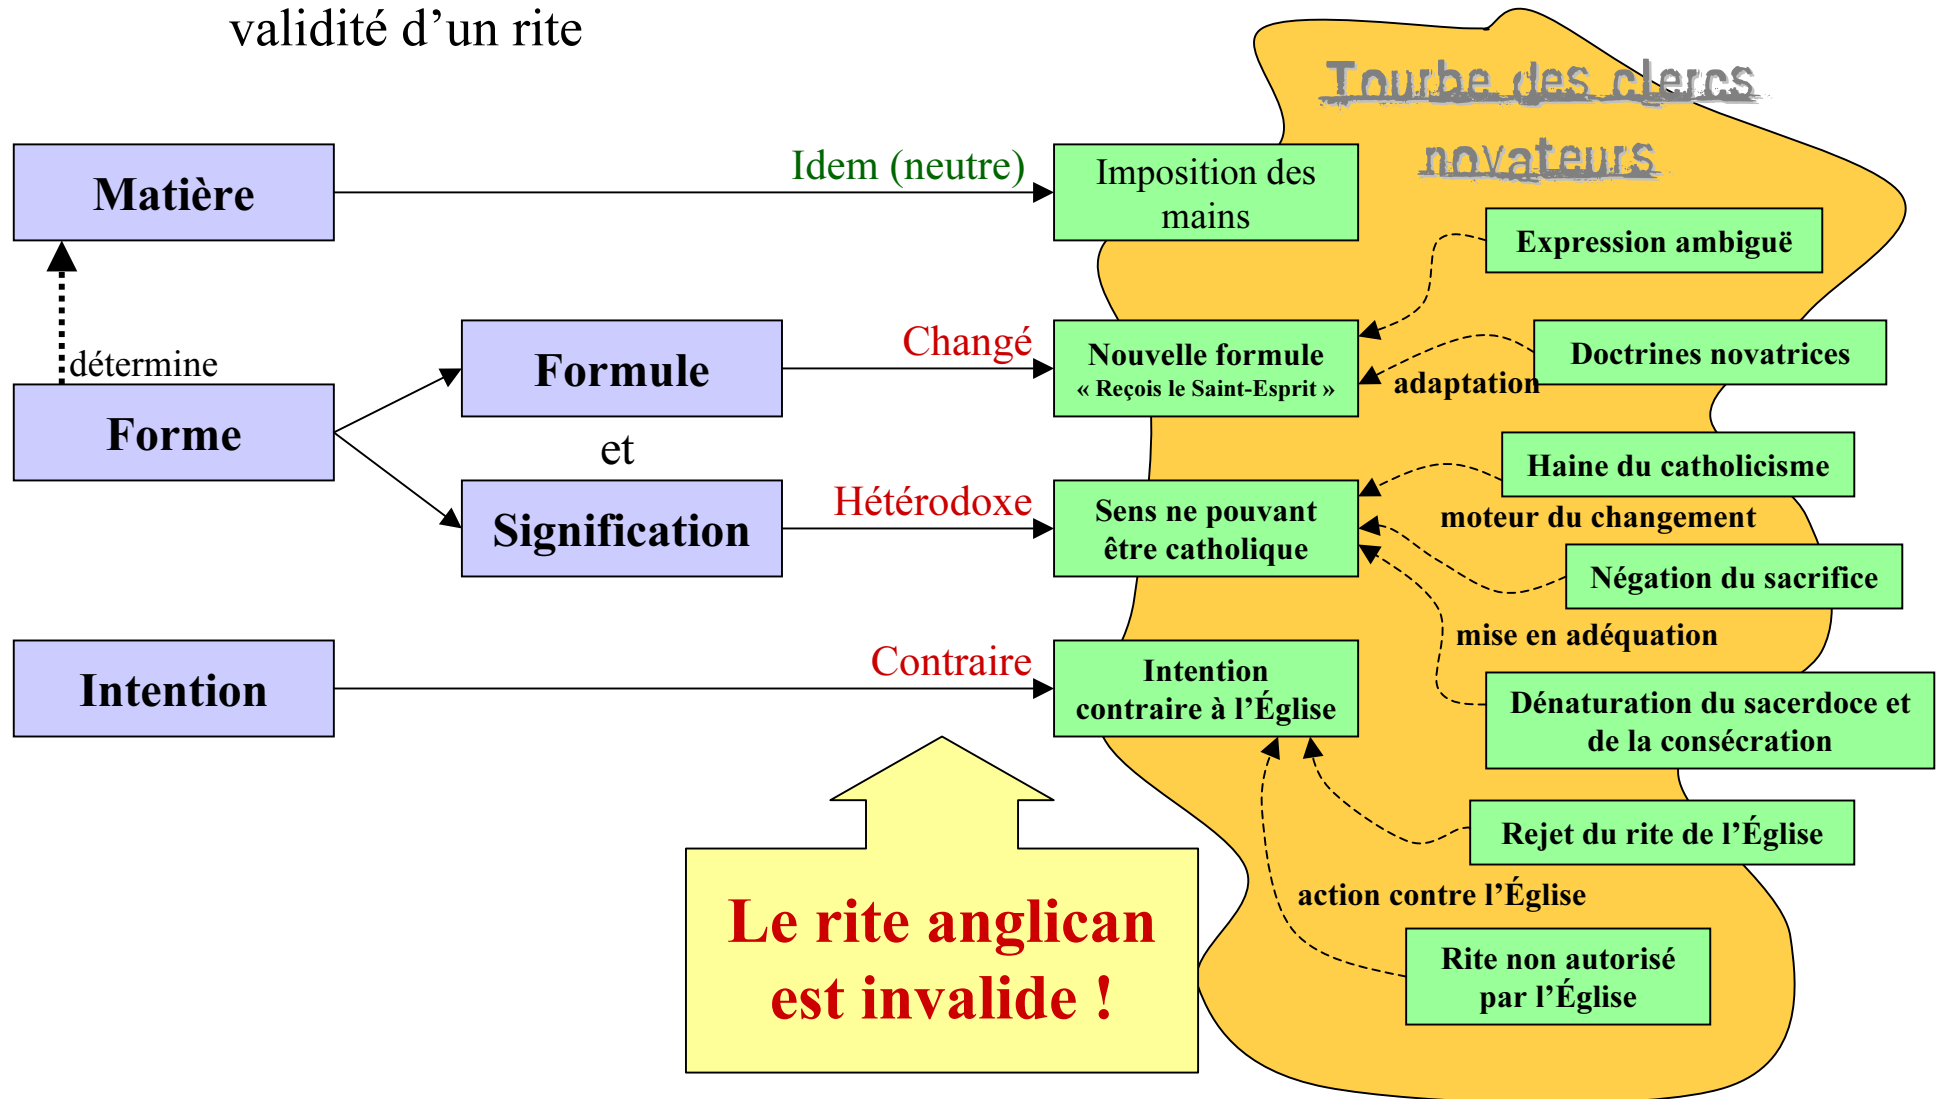 validité d’un rite
Tourbe des clercs
novateurs
Matière
Idem (neutre)
Imposition des
mains
Expression ambiguë
détermine
Forme
Formule
et
Signification
Changé
Nouvelle formule
« Reçois le Saint-Esprit »
adaptation
Doctrines novatrices
Hétérodoxe
Sens ne pouvant
être catholique
Haine du catholicisme
moteur du changement
Négation du sacrifice
mise en adéquation
Dénaturation du sacerdoce et
de la consécration
Intention
Contraire
Intention
contraire à l’Église
Rejet du rite de l’Église
action contre l’Église
Rite non autorisé
par l’Église
Le rite anglican
est invalide !